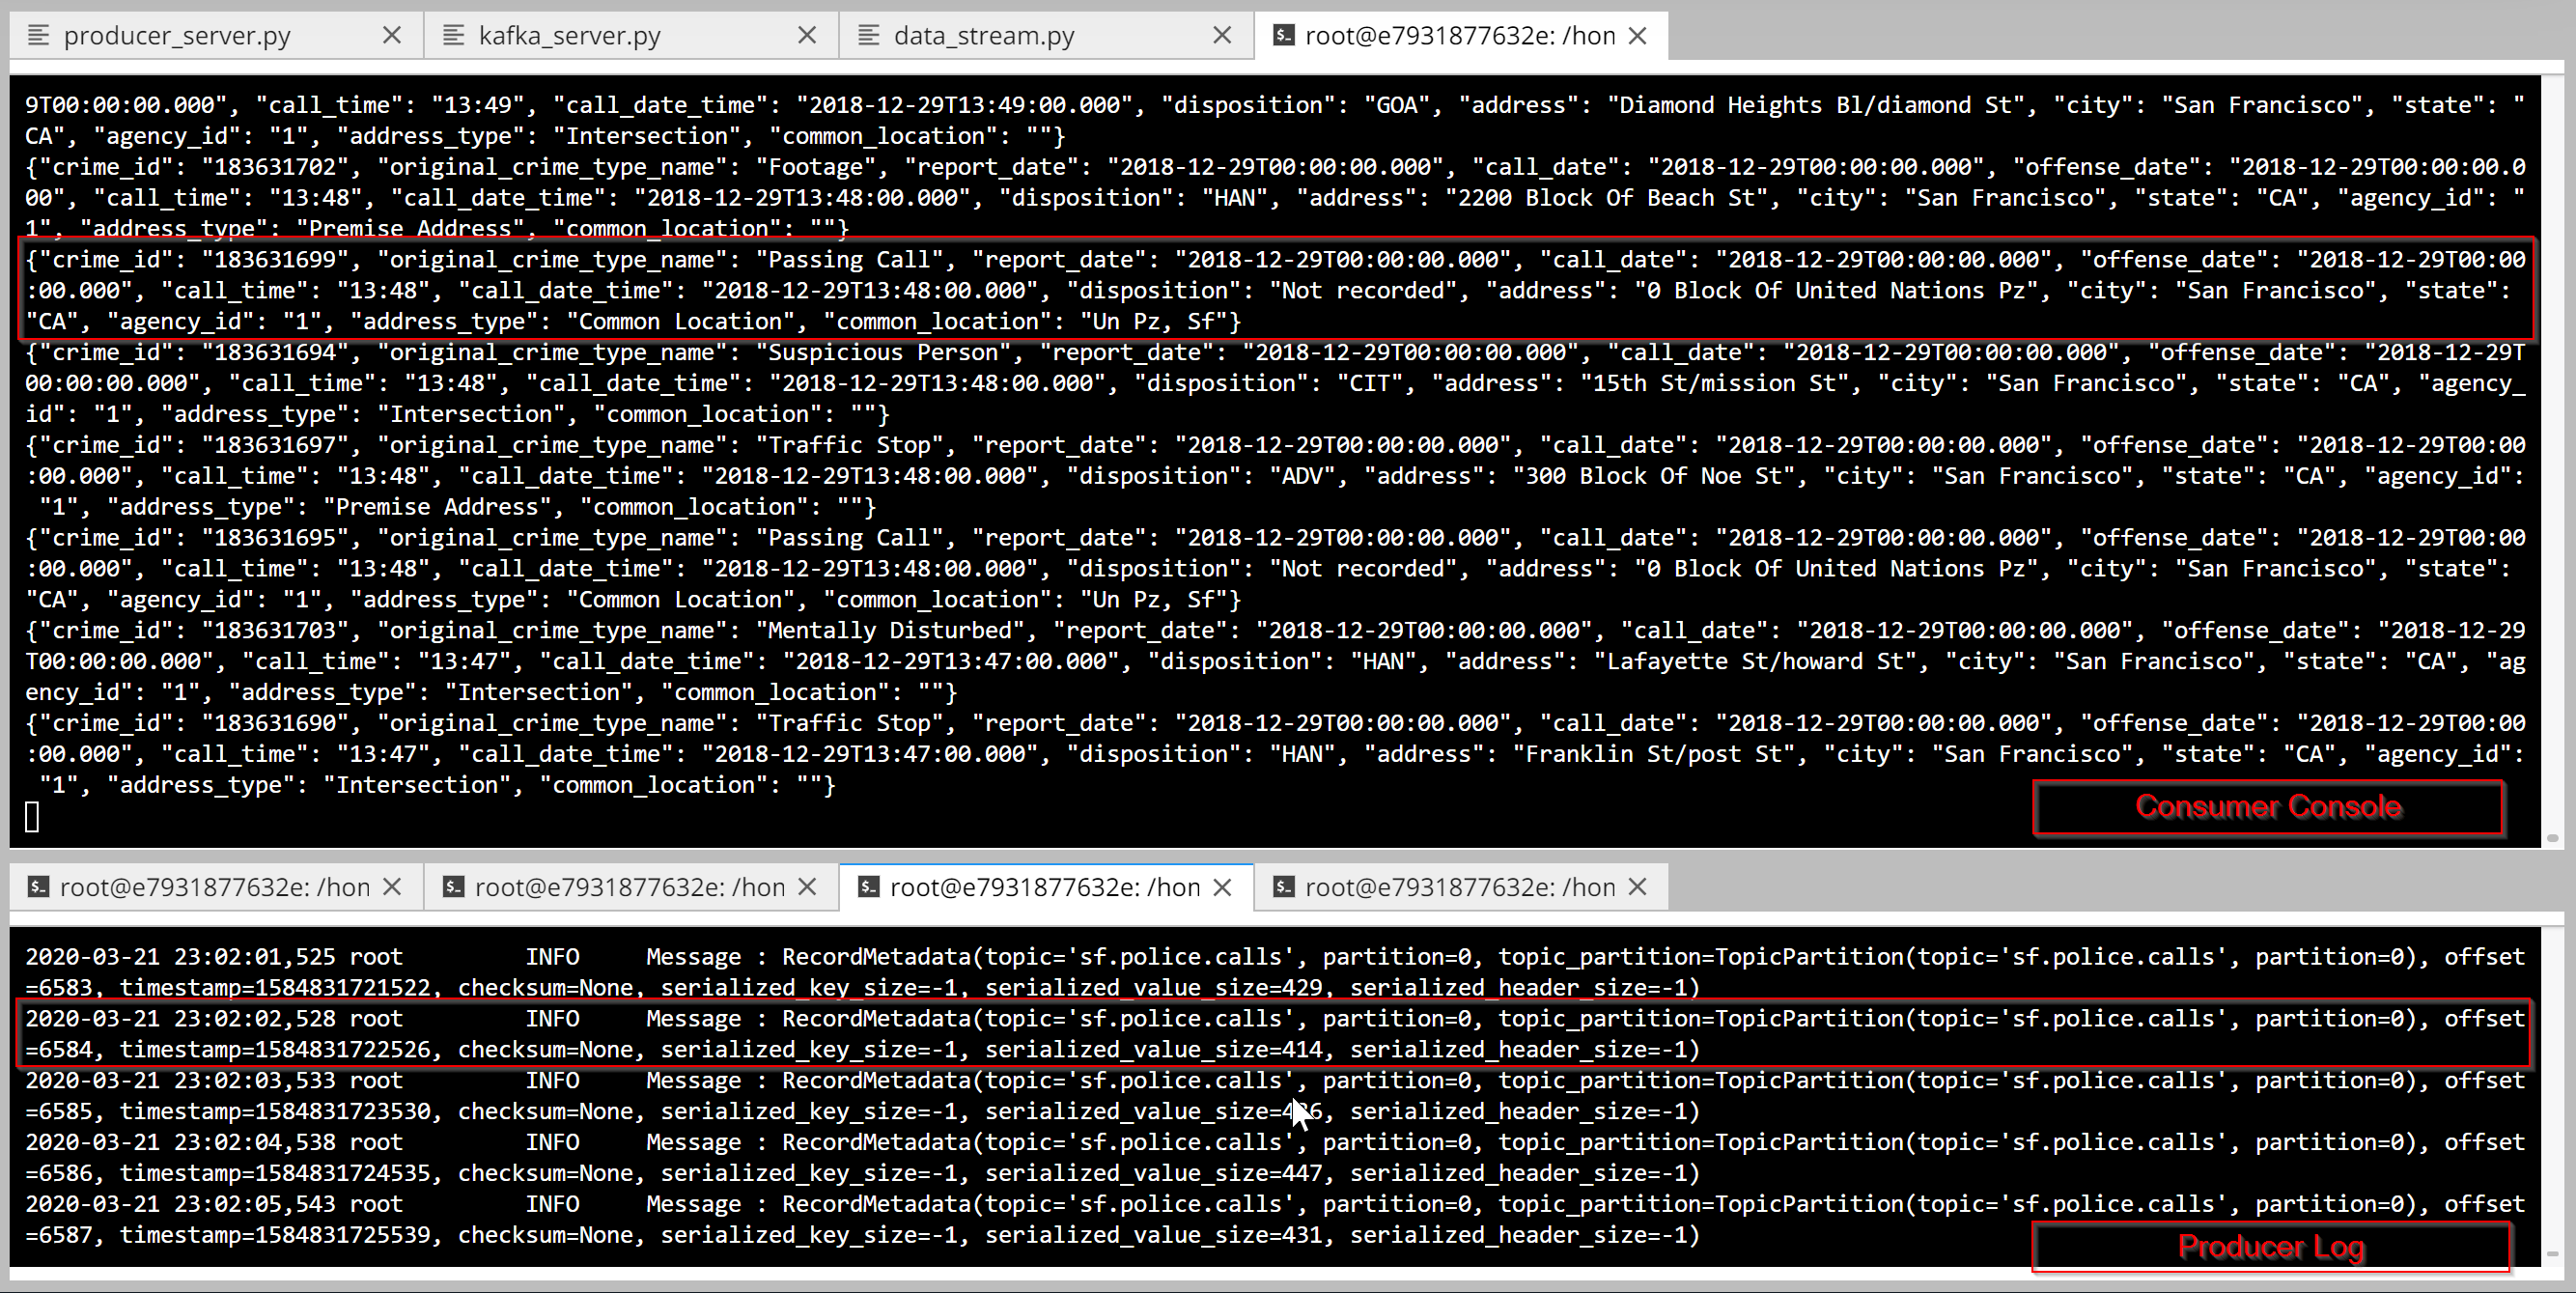 producer_server.py
kafka_server.py
data_stream.py
root@e7931877632e: /hon
9T00:00:00.000", "call_time": "13:49", "call_date_time": "2018-12-29T13:49:00.000", "disposition": "GOA", "address": "Diamond Heights Bl/diamond St", "city": "San Francisco", "state": "
CA", "agency_id": "1", "address_type": "Intersection", "common_location": ""}
{"crime_id": "183631702", "original_crime_type_name": "Footage", "report_date": "2018-12-29T00:00:00.000", "call_date": "2018-12-29T00:00:00.000", "offense_date": "2018-12-29T00:00:00.0
00", "call_time": "13:48", "call_date_time": "2018-12-29T13:48:00.000", "disposition": "HAN", "address": "2200 Block Of Beach St", "city": "San Francisco", "state": "CA", "agency_id": "
1", "address_type": "Premise Address", "common_location": ""}
{"crime_id": "183631699", "original_crime_type_name": "Passing Call", "report_date": "2018-12-29T00:00:00.000", "call_date": "2018-12-29T00:00:00.000", "offense_date": "2018-12-29T00:00
:00.000", "call_time": "13:48", "call_date_time": "2018-12-29T13:48:00.000", "disposition": "Not recorded", "address": "0 Block Of United Nations Pz", "city": "San Francisco", "state":
"CA", "agency_id": "1", "address_type": "Common Location", "common_location": "Un Pz, Sf"}
{"crime_id": "183631694", "original_crime_type_name": "Suspicious Person", "report_date": "2018-12-29T00:00:00.000", "call_date": "2018-12-29T00:00:00.000", "offense_date": "2018-12-29T
00:00:00.000", "call_time": "13:48", "call_date_time": "2018-12-29T13:48:00.000", "disposition": "CIT", "address": "15th St/mission St", "city": "San Francisco", "state": "CA", "agency_
id": "1", "address_type": "Intersection", "common_location": ""}
{"crime_id": "183631697", "original_crime_type_name": "Traffic Stop", "report_date": "2018-12-29T00:00:00.000", "call_date": "2018-12-29T00:00:00.000", "offense_date": "2018-12-29T00:00
:00.000", "call_time": "13:48", "call_date_time": "2018-12-29T13:48:00.000", "disposition": "ADV", "address": "300 Block Of Noe St", "city": "San Francisco", "state": "CA", "agency_id":
"1", "address_type": "Premise Address", "common_location": ""}
{"crime_id": "183631695", "original_crime_type_name": "Passing Call", "report_date": "2018-12-29T00:00:00.000", "call_date": "2018-12-29T00:00:00.000", "offense_date": "2018-12-29T00:00
:00.000", "call_time": "13:48", "call_date_time": "2018-12-29T13:48:00.000", "disposition": "Not recorded", "address": "0 Block Of United Nations Pz", "city": "San Francisco", "state":
"CA", "agency_id": "1", "address_type": "Common Location", "common_location": "Un Pz, Sf"}
{"crime_id": "183631703", "original_crime_type_name": "Mentally Disturbed", "report_date": "2018-12-29T00:00:00.000", "call_date": "2018-12-29T00:00:00.000", "offense_date": "2018-12-29
T00:00:00.000", "call_time": "13:47", "call_date_time": "2018-12-29T13:47:00.000", "disposition": "HAN", "address": "Lafayette St/howard St", "city": "San Francisco", "state": "CA", "ag
ency_id": "1", "address_type": "Intersection", "common_location": ""}
{"crime_id": "183631690", "original_crime_type_name": "Traffic Stop", "report_date": "2018-12-29T00:00:00.000", "call_date": "2018-12-29T00:00:00.000", "offense_date": "2018-12-29T00:00
:00.000", "call_time": "13:47", "call_date_time": "2018-12-29T13:47:00.000", "disposition": "HAN", "address": "Franklin St/post St", "city": "San Francisco", "state": "CA", "agency_id":
"1", "address_type": "Intersection", "common_location": ""}
Consumer Console
root@e7931877632e: /hon
root@e7931877632e: /hon
root@e7931877632e: /hon
root@e7931877632e: /hon
2020-03-21 23:02:01,525 root INFO Message : RecordMetadata(topic='sf.police.calls', partition=0, topic_partition=TopicPartition(topic='sf.police.calls', partition=0), offset
=6583, timestamp=1584831721522, checksum=None, serialized_key_size=-1, serialized_value_size=429, serialized_header_size=-1)
2020-03-21 23:02:02,528 root INFO Message : RecordMetadata(topic='sf.police.calls', partition=0, topic_partition=TopicPartition(topic='sf.police.calls', partition=0), offset
=6584, timestamp=1584831722526, checksum=None, serialized_key_size=-1, serialized_value_size=414, serialized_header_size=-1)
2020-03-21 23:02:03,533 root INFO Message : RecordMetadata(topic='sf.police.calls', partition=0, topic_partition=TopicPartition(topic='sf.police.calls', partition=0), offset
=6585, timestamp=1584831723530, checksum=None, serialized_key_size=-1, serialized_header_size=-1)
2020-03-21 23:02:04,538 root INFO Message : RecordMetadata(topic='sf.police.calls', partition=0, topic_partition=TopicPartition(topic='sf.police.calls', partition=0), offset
=6586, timestamp=1584831724535, checksum=None, serialized_key_size=-1, serialized_value_size=447, serialized_header_size=-1)
2020-03-21 23:02:05,543 root INFO Message : RecordMetadata(topic='sf.police.calls', partition=0, topic_partition=TopicPartition(topic='sf.police.calls', partition=0), offset
=6587, timestamp=1584831725539, checksum=None, serialized_key_size=-1, serialized_value_size=431, serialized_header_size=-1)
Producer Log